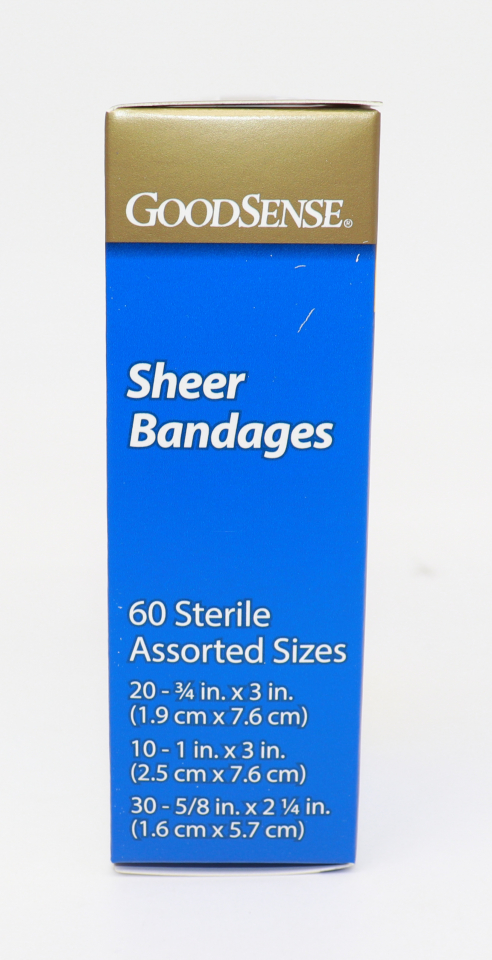 GOODSENSE®
Sheer
Bandages
60 Sterile
Assorted Sizes
20 - ¾ in. x 3 in.
(1.9 cm x 7.6 cm)
10 - 1 in. x 3 in.
(2.5 cm x 7.6 cm)
30 - 5/8 in. x 2 ¼ in.
(1.6 cm x 5.7 cm)